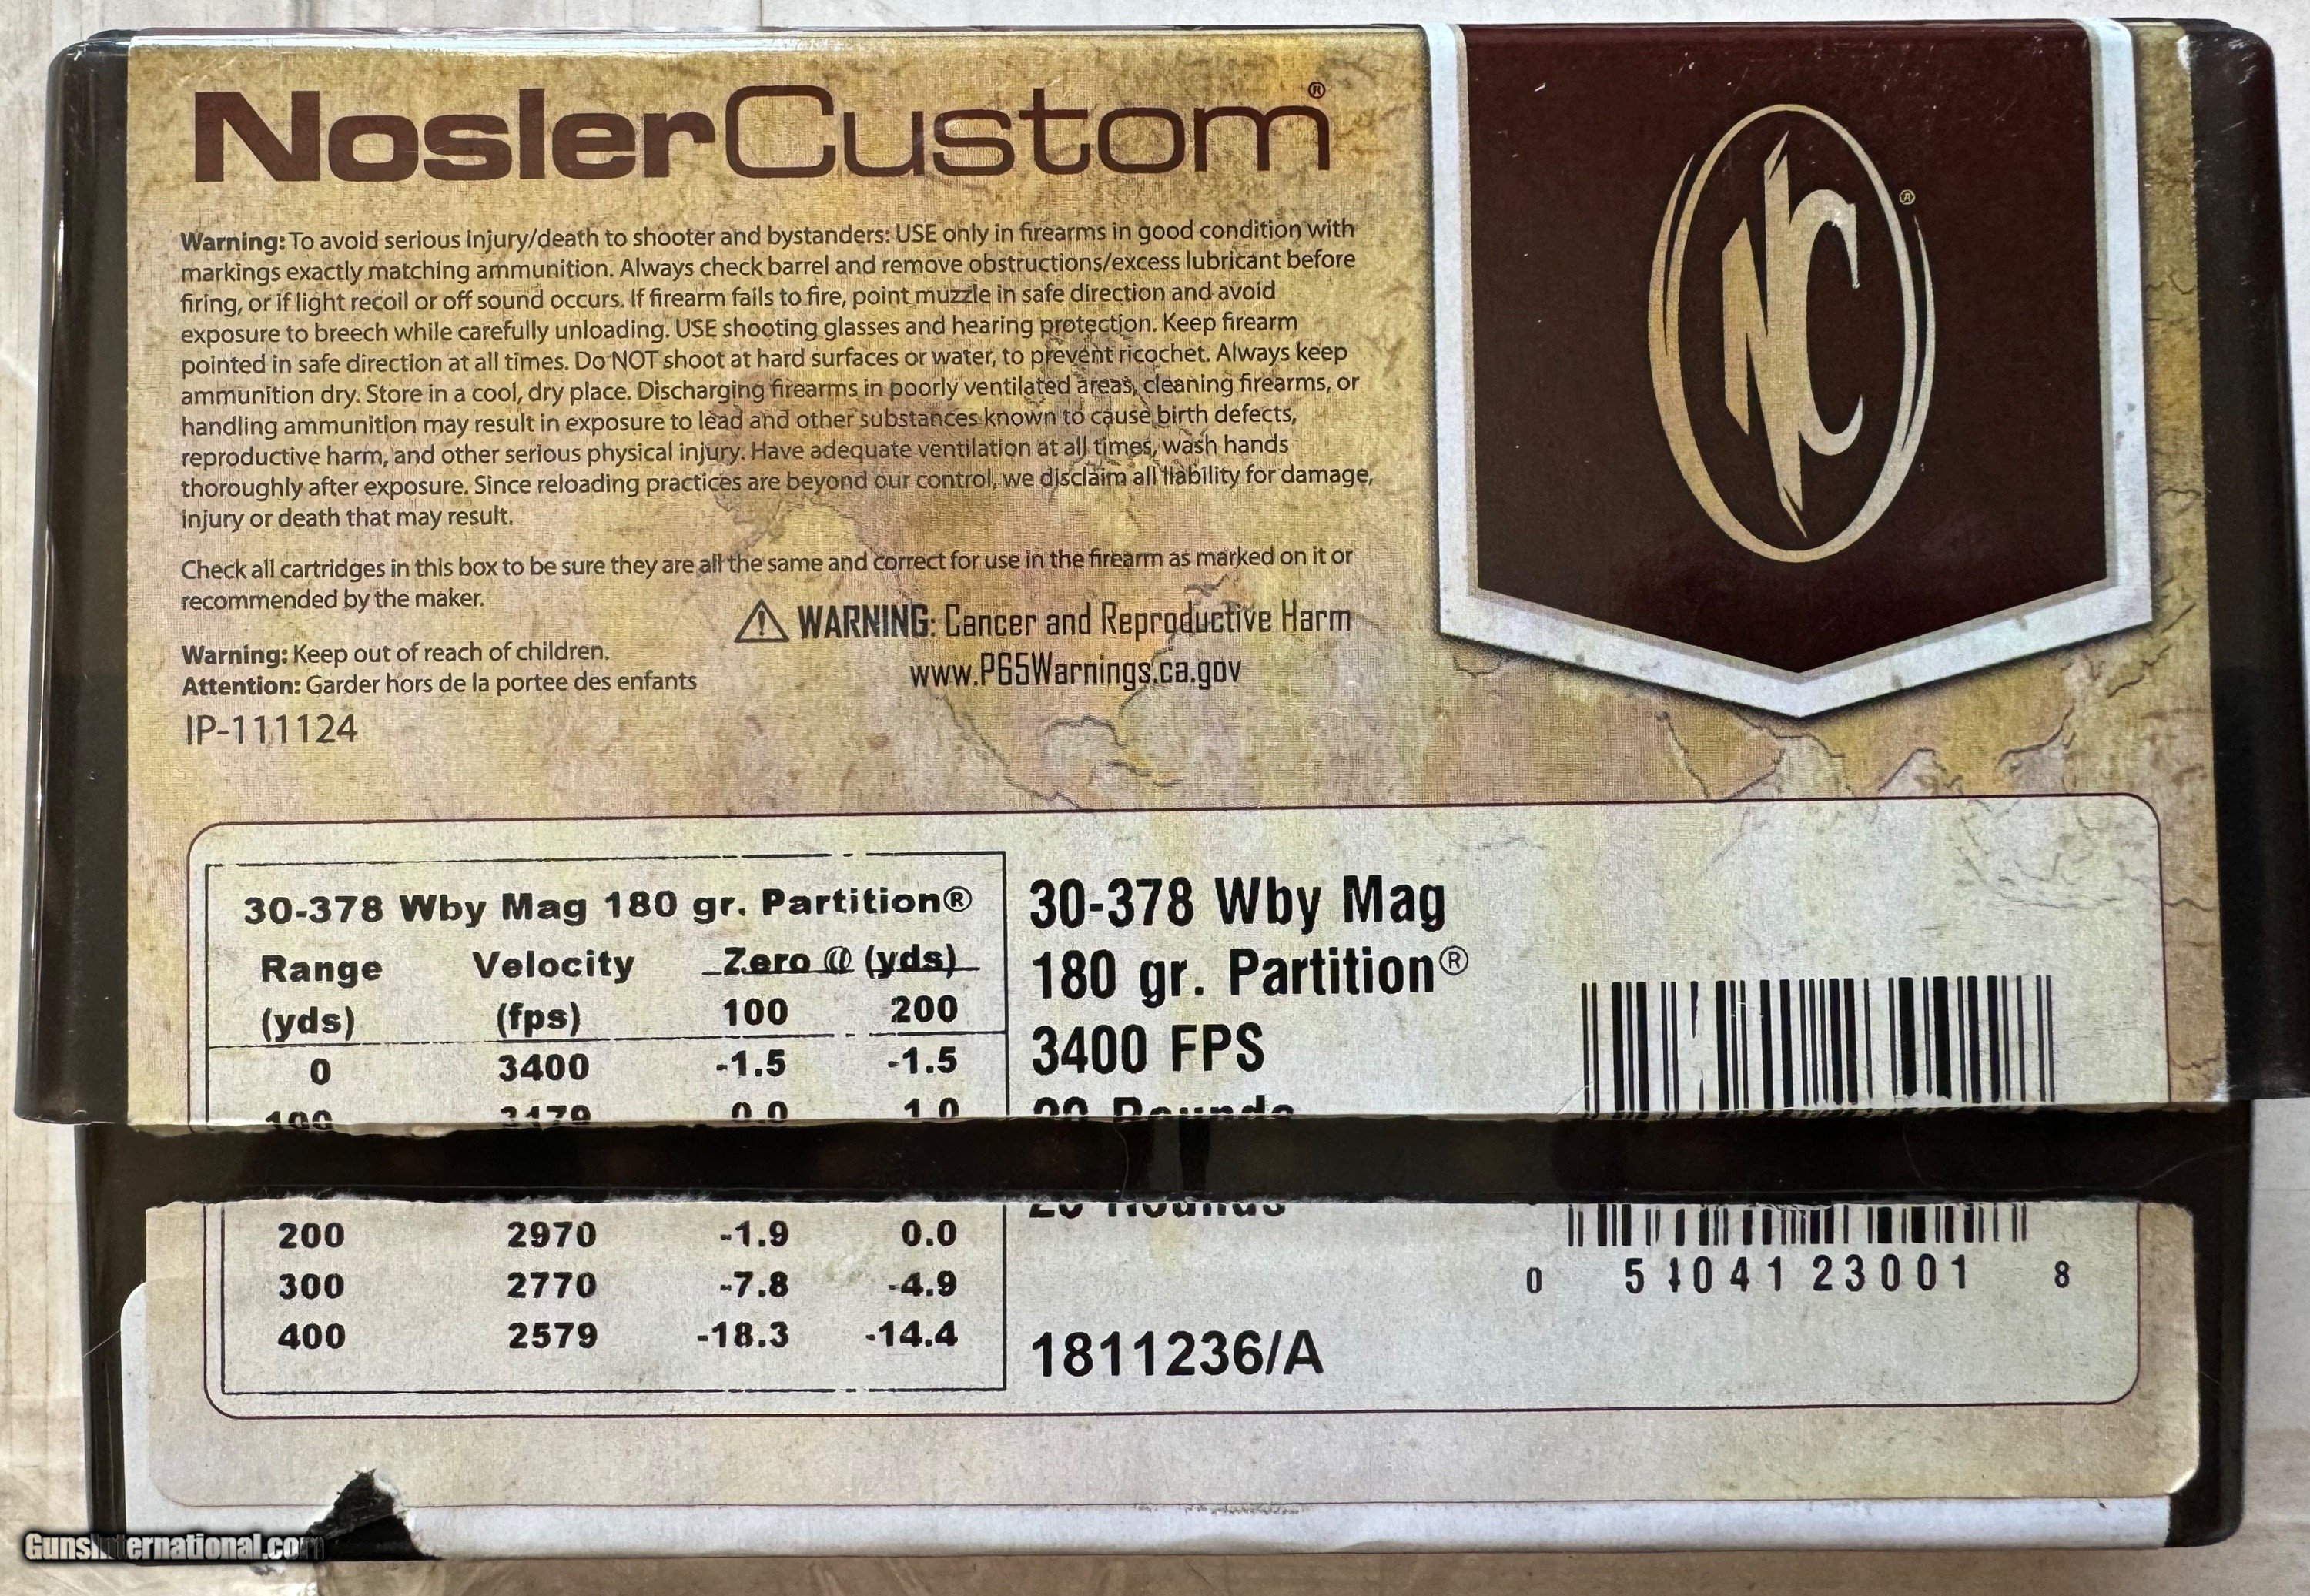 NoslerCustom®
NC®
Warning: To avoid serious injury/death to shooter and bystanders: USE only in firearms in good condition with
markings exactly matching ammunition. Always check barrel and remove obstructions/excess lubricant before
firing, or if light recoil or off sound occurs. If firearm fails to fire, point muzzle in safe direction and avoid
exposure to breech while carefully unloading. USE shooting glasses and hearing protection. Keep firearm
pointed in safe direction at all times. Do NOT shoot at hard surfaces or water, to prevent ricochet. Always keep
ammunition dry. Store in a cool, dry place. Discharging firearms in poorly ventilated areas, cleaning firearms, or
handling ammunition may result in exposure to lead and other substances known to cause birth defects,
reproductive harm, and other serious physical injury. Have adequate ventilation at all times, wash hands
thoroughly after exposure. Since reloading practices are beyond our control, we disclaim all liability for damage,
injury or death that may result.
Check all cartridges in this box to be sure they are all the same and correct for use in the firearm as marked on it or
recommended by the maker.
⚠ WARNING: Cancer and Reproductive Harm
www.P65Warnings.ca.gov
Warning: Keep out of reach of children.
Attention: Garder hors de la portee des enfants
IP-111124
30-378 Wby Mag 180 gr. Partition®
Range Velocity Zero @ (yds)
(yds) (fps) 100 200
0 3400 -1.5 -1.5
100 3179 0.0 1.0
200 2970 -1.9 0.0
300 2770 -7.8 -4.9
400 2579 -18.3 -14.4
30-378 Wby Mag
180 gr. Partition®
3400 FPS
20 Rounds
1811236/A
0 54041 23001 8
GunsInternational.com